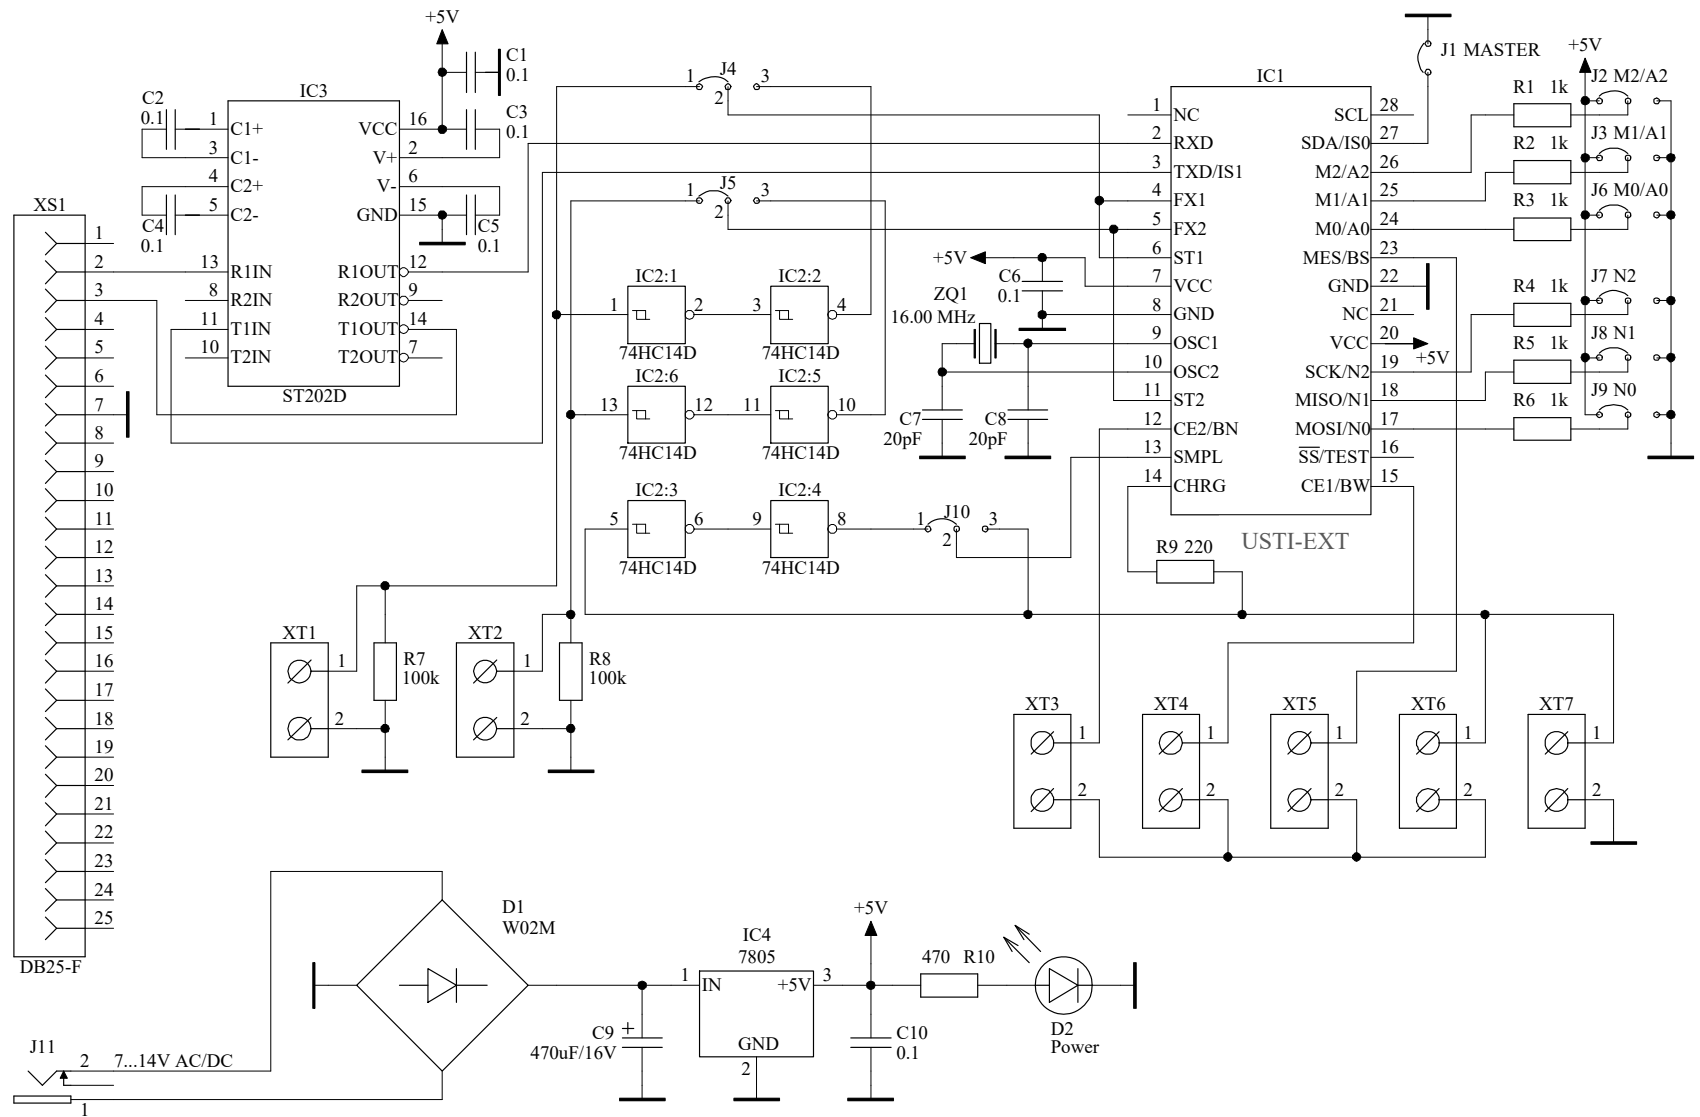 +5V
C1
0.1
IC3
C2
0.1
1 C1+
3 C1-
4 C2+
5 C2-
C4
0.1
VCC 16
V+ 2
V- 6
GND 15
C3
0.1
C5
0.1
13 R1IN
8 R2IN
11 T1IN
10 T2IN
R1OUT 12
R2OUT 9
T1OUT 14
T2OUT 7
ST202D
XS1
1
2
3
4
5
6
7
8
9
10
11
12
13
14
15
16
17
18
19
20
21
22
23
24
25
DB25-F
J4
1 2 3
J5
1 2 3
IC2:1
1 2
74HC14D
IC2:2
3 4
74HC14D
IC2:6
13 12
74HC14D
IC2:5
11 10
74HC14D
IC2:3
5 6
74HC14D
IC2:4
9 8
74HC14D
J10
1 2 3
+5V
C6
0.1
ZQ1
16.00 MHz
C7
20pF
C8
20pF
IC1
1 NC
2 RXD
3 TXD/IS1
4 FX1
5 FX2
6 ST1
7 VCC
8 GND
9 OSC1
10 OSC2
11 ST2
12 CE2/BN
13 SMPL
14 CHRG
SCL 28
SDA/IS0 27
M2/A2 26
M1/A1 25
M0/A0 24
MES/BS 23
GND 22
NC 21
VCC 20
SCK/N2 19
MISO/N1 18
MOSI/N0 17
SS/TEST 16
CE1/BW 15
USTI-EXT
+5V
J1 MASTER
+5V
R1 1k
J2 M2/A2
R2 1k
J3 M1/A1
R3 1k
J6 M0/A0
R4 1k
J7 N2
R5 1k
J8 N1
R6 1k
J9 N0
R9 220
XT1
1
2
R7
100k
XT2
1
2
R8
100k
XT3
1
2
XT4
1
2
XT5
1
2
XT6
1
2
XT7
1
2
D1
W02M
J11
2 7...14V AC/DC
1
C9 +
470uF/16V
IC4
7805
1 IN
+5V 3
GND
2
+5V
C10
0.1
470 R10
D2
Power